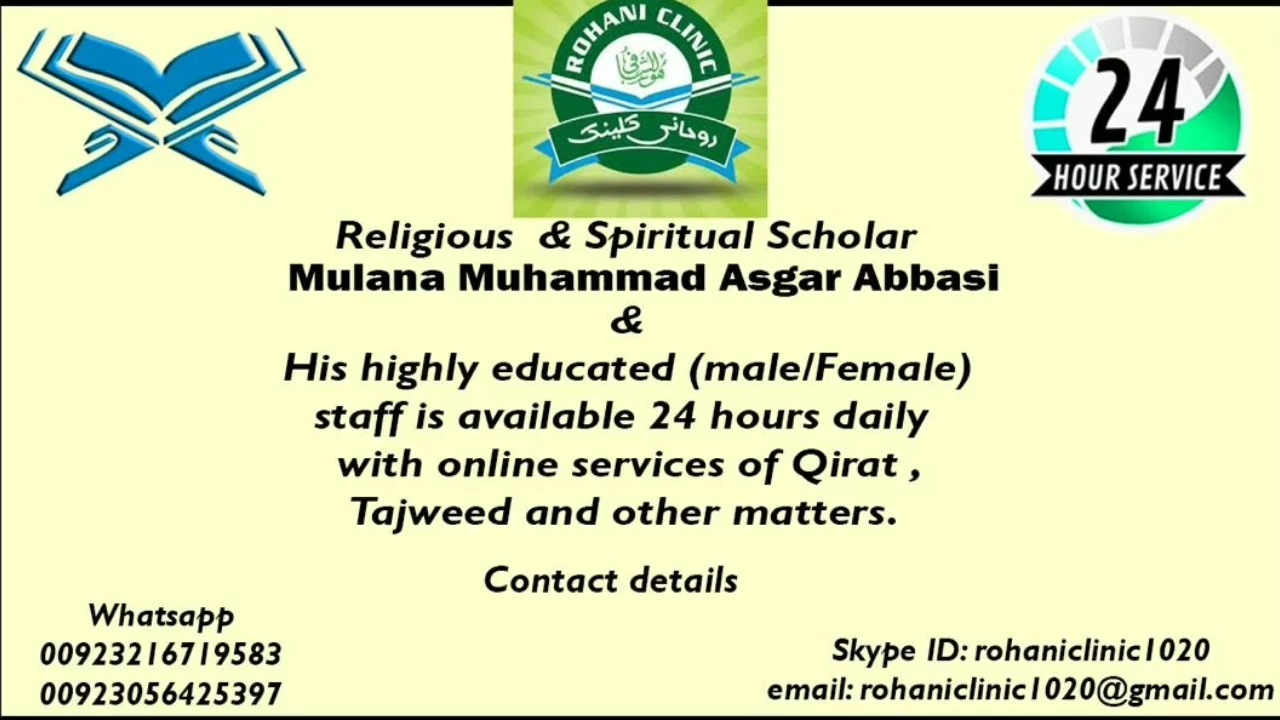 ROHANI CLINIC
روحانی کلینک
24
HOUR SERVICE
Religious & Spiritual Scholar
Mulana Muhammad Asgar Abbasi
&
His highly educated (male/Female)
staff is available 24 hours daily
with online services of Qirat ,
Tajweed and other matters.
Contact details
Whatsapp
00923216719583
00923056425397
Skype ID: rohaniclinic1020
email: rohaniclinic1020@gmail.com